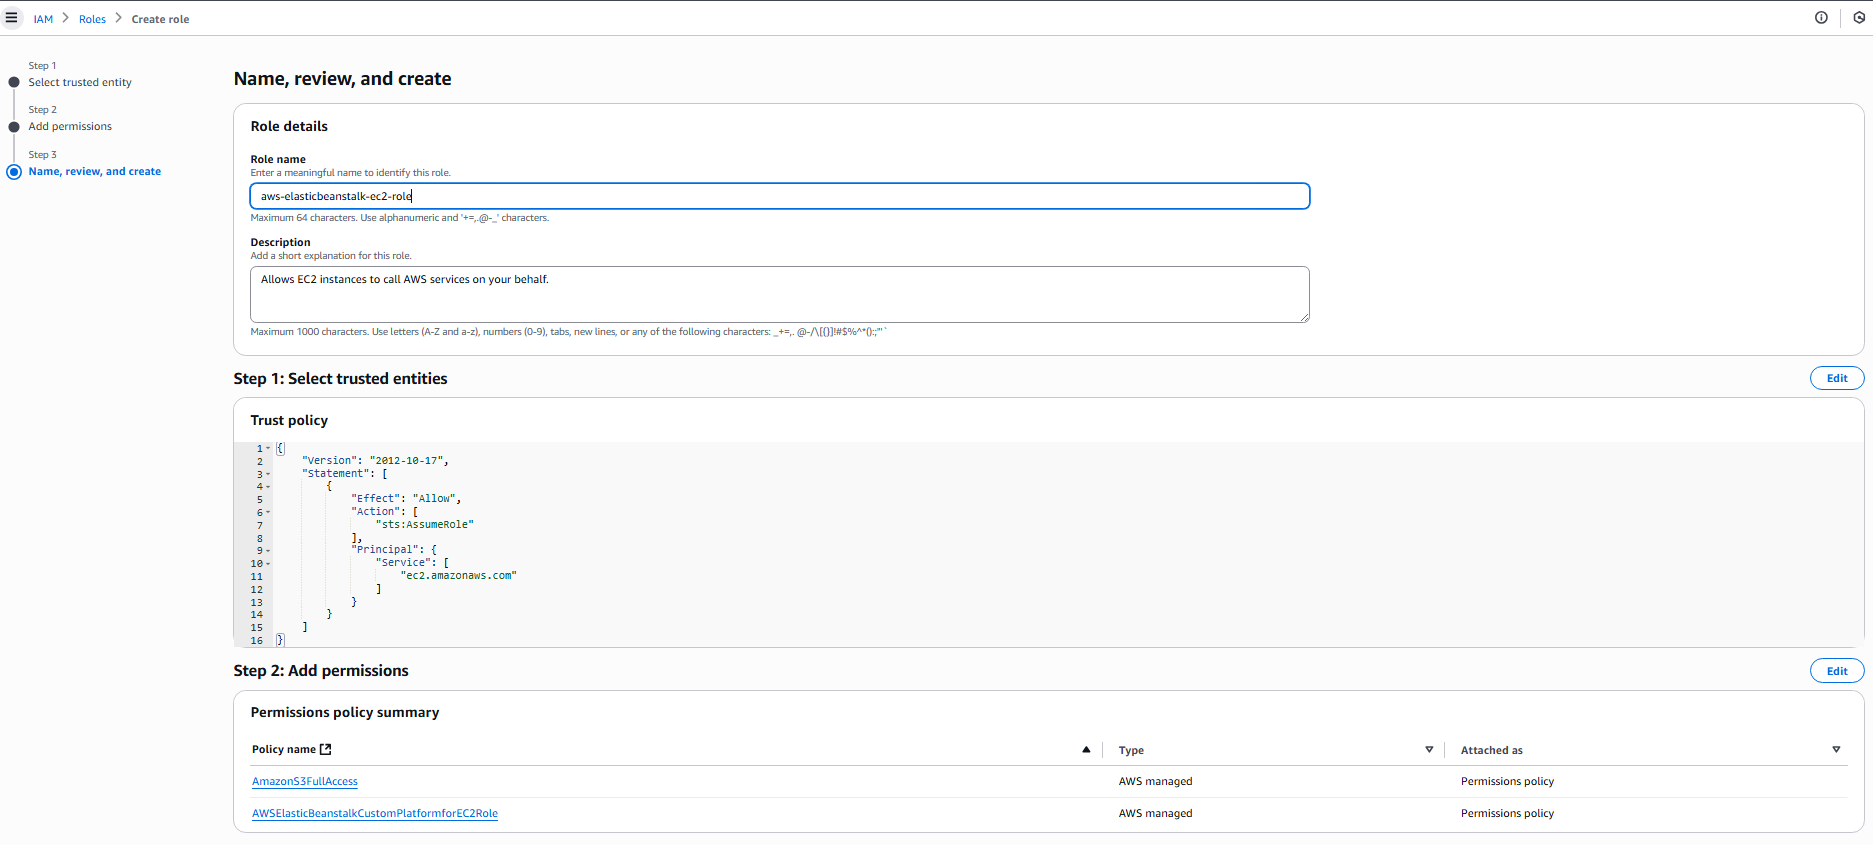 IAM > Roles > Create role
Step 1
Select trusted entity
Step 2
Add permissions
Step 3
Name, review, and create
Name, review, and create
Role details
Role name
Enter a meaningful name to identify this role.
aws-elasticbeanstalk-ec2-role
Maximum 64 characters. Use alphanumeric and '+=,.@-_' characters.
Description
Add a short explanation for this role.
Allows EC2 instances to call AWS services on your behalf.
Maximum 1000 characters. Use letters (A-Z and a-z), numbers (0-9), tabs, new lines, or any of the following characters: _+=,. @-/\[{}]!#$%^*();:"'`
Step 1: Select trusted entities
Edit
Trust policy
1 {
2 "Version": "2012-10-17",
3 "Statement": [
4 {
5 "Effect": "Allow",
6 "Action": [
7 "sts:AssumeRole"
8 ],
9 "Principal": {
10 "Service": [
11 "ec2.amazonaws.com"
12 ]
13 }
14 }
15 ]
16 }
Step 2: Add permissions
Edit
Permissions policy summary
Policy name Type Attached as
AmazonS3FullAccess AWS managed Permissions policy
AWSElasticBeanstalkCustomPlatformforEC2Role AWS managed Permissions policy